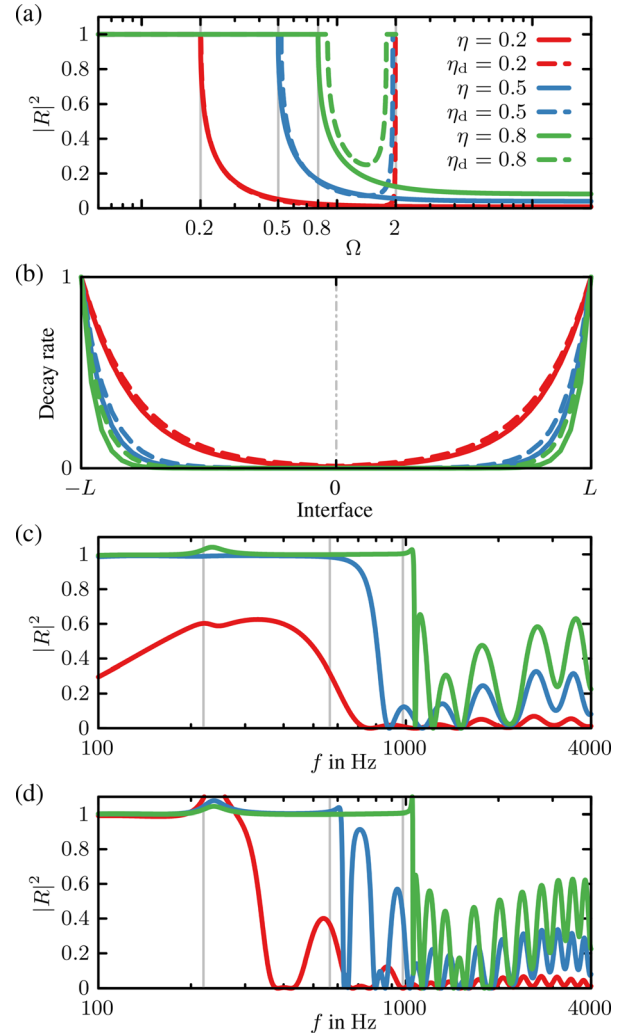 (a)
1
0.8
0.6
0.4
0.2
0
|R|²
η = 0.2
η_d = 0.2
η = 0.5
η_d = 0.5
η = 0.8
η_d = 0.8
0.2 0.5 0.8 2
Ω
(b)
1
0
Decay rate
−L 0 L
Interface
(c)
1
0.8
0.6
0.4
0.2
0
|R|²
100 1000 4000
f in Hz
(d)
1
0.8
0.6
0.4
0.2
0
|R|²
100 1000 4000
f in Hz